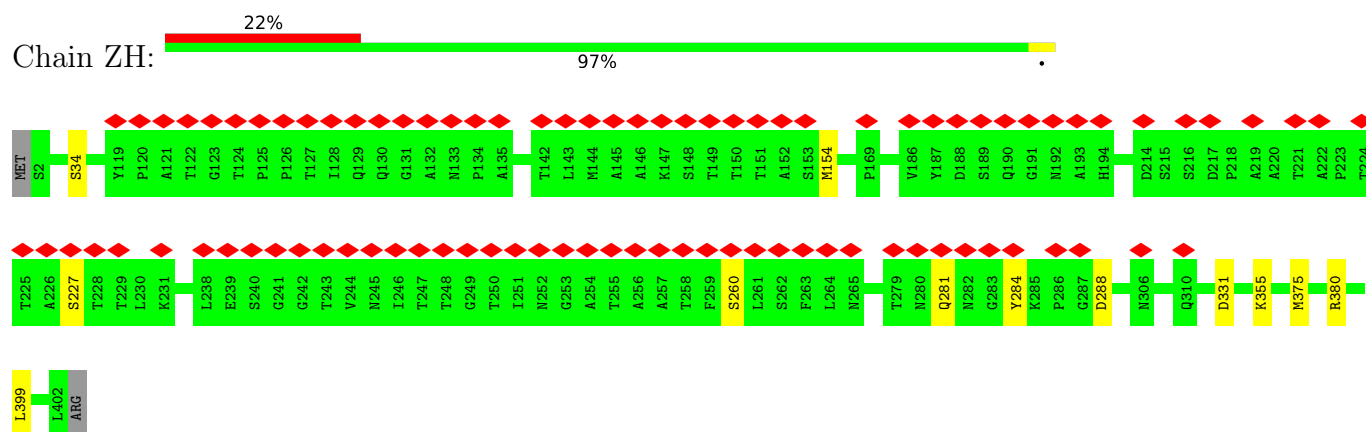 22%
Chain ZH:
97%
•
MET S2 S34 Y119 P120 A121 T122 G123 T124 P125 P126 T127 I128 Q129 Q130 G131 A132 N133 P134 A135 T142 L143 M144 A145 A146 K147 S148 T149 T150 T151 A152 S153 M154 P169 V186 Y187 D188 S189 Q190 G191 N192 A193 H194 D214 S215 S216 D217 P218 A219 A220 T221 A222 P223 T224
T225 A226 S227 T228 T229 L230 K231 L238 E239 S240 G241 G242 T243 V244 N245 I246 T247 T248 G249 T250 I251 N252 G253 A254 T255 A256 A257 T258 F259 S260 L261 S262 F263 L264 N265 T279 N280 Q281 N282 G283 Y284 K285 P286 G287 D288 N306 Q310 D331 K355 M375 R380
L399 L402 ARG